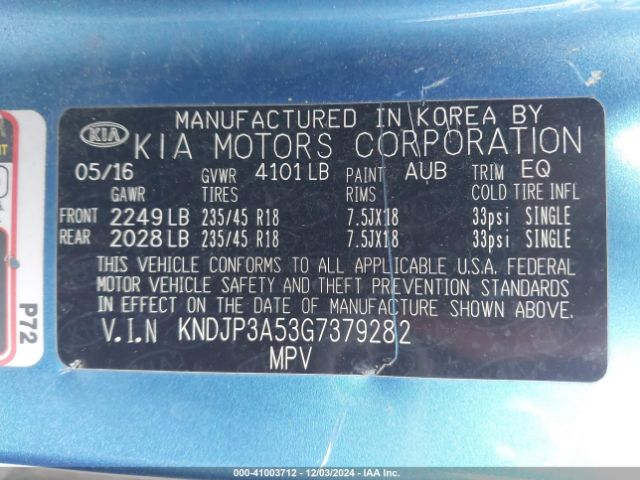 MANUFACTURED IN KOREA BY
KIA KIA MOTORS CORPORATION
05/16 GVWR 4101 LB PAINT AUB TRIM EQ
GAWR TIRES RIMS COLD TIRE INFL
FRONT 2249 LB 235/45 R18 7.5JX18 33psi SINGLE
REAR 2028 LB 235/45 R18 7.5JX18 33psi SINGLE
THIS VEHICLE CONFORMS TO ALL APPLICABLE U.S.A. FEDERAL
MOTOR VEHICLE SAFETY AND THEFT PREVENTION STANDARDS
IN EFFECT ON THE DATE OF MANUFACTURE SHOWN ABOVE.
V.I.N KNDJP3A53G7379282
MPV
P72
000-41003712 - 12/03/2024 - IAA Inc.